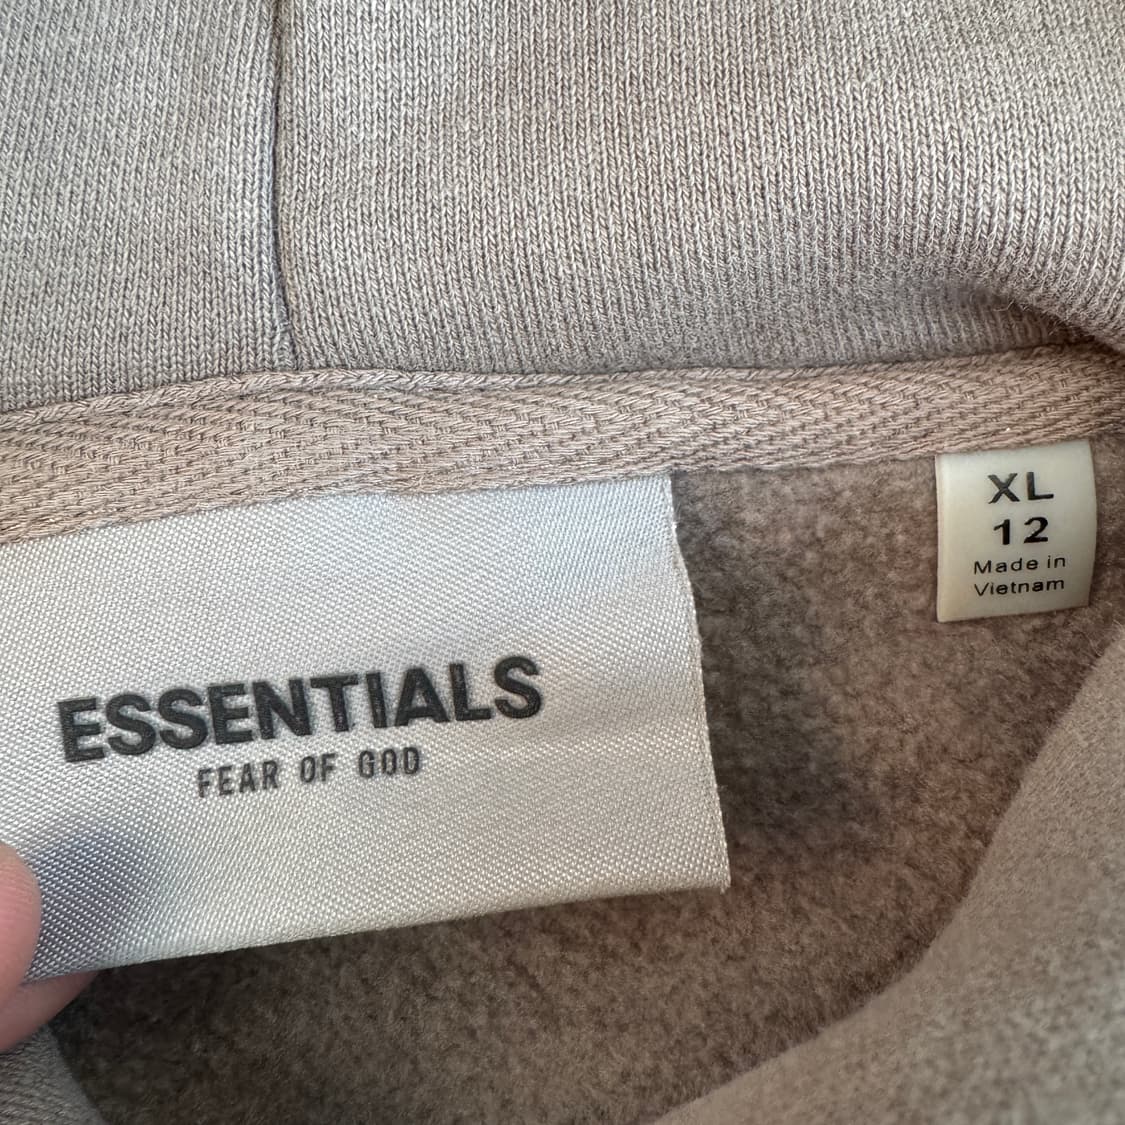 ESSENTIALS
FEAR OF GOD
XL
12
Made in
Vietnam